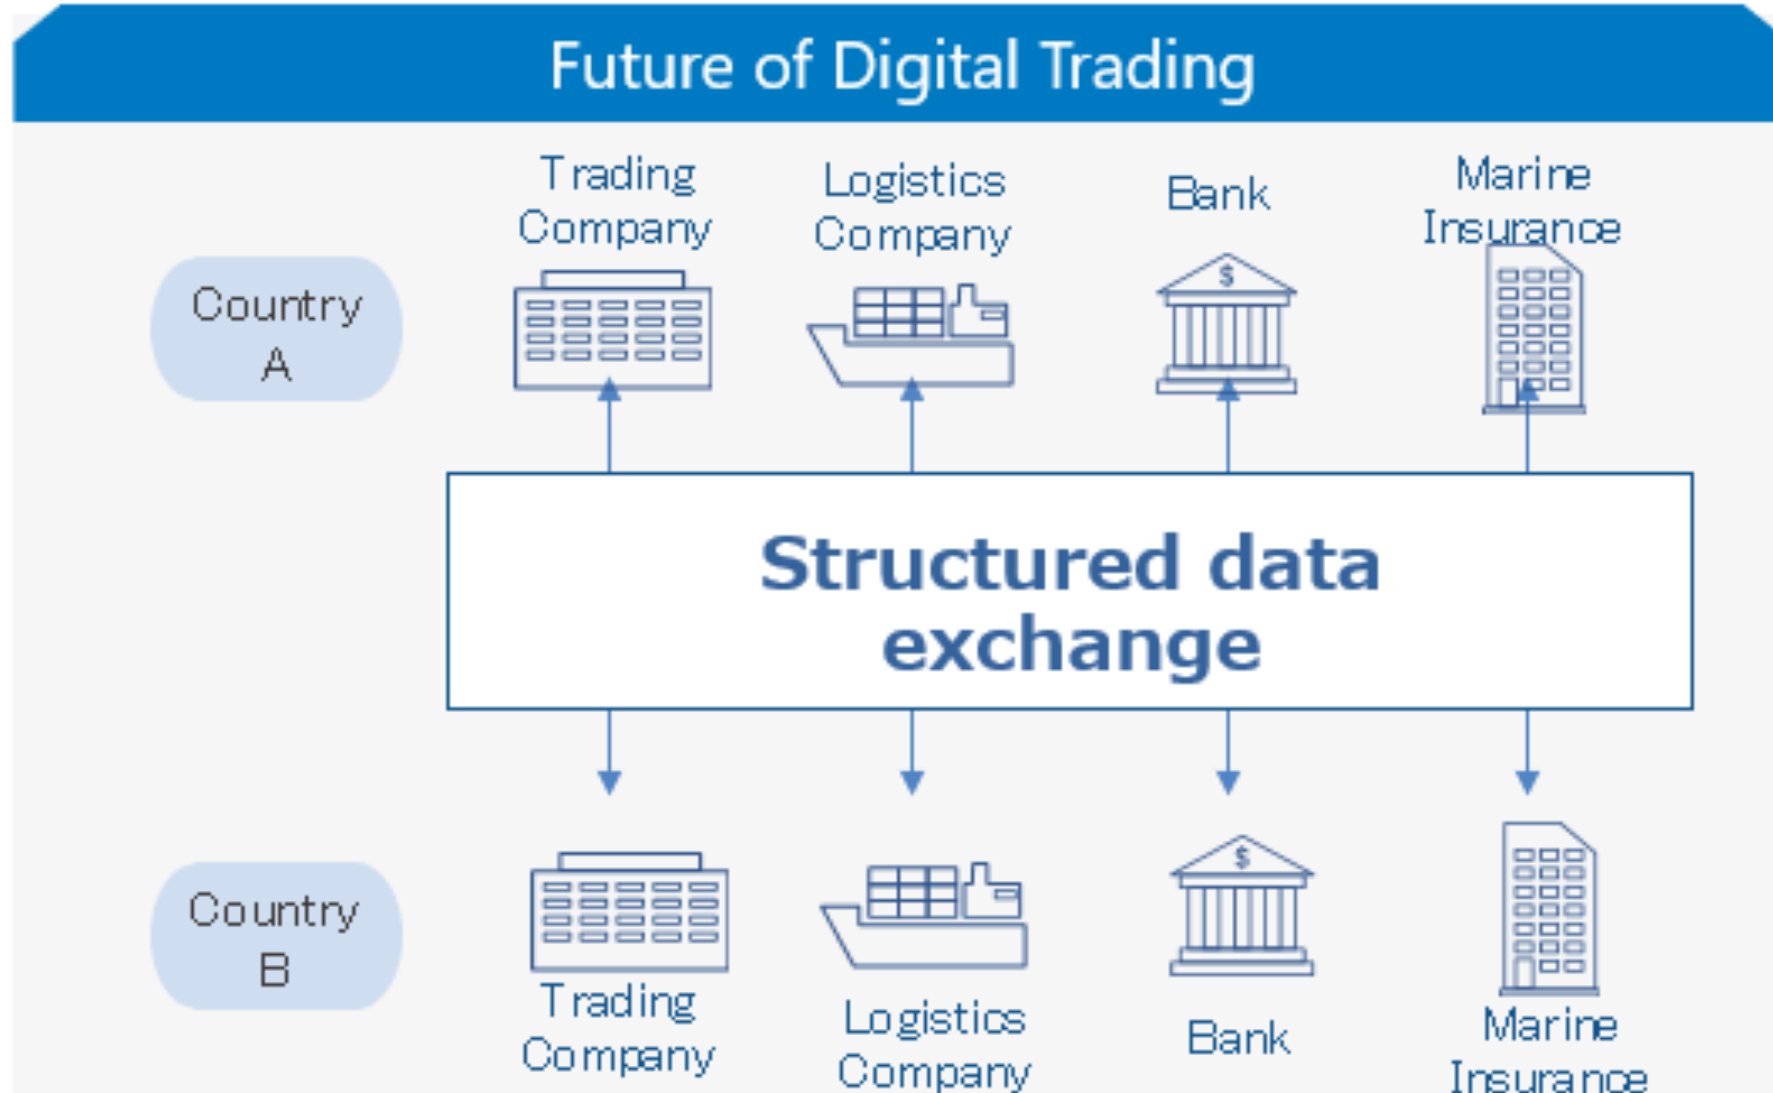 Future of Digital Trading
Trading
Company
Logistics
Company
Bank
Marine
Insurance
Country
A
$
Structured data
exchange
Country
B
$
Trading
Company
Logistics
Company
Bank
Marine
Insurance